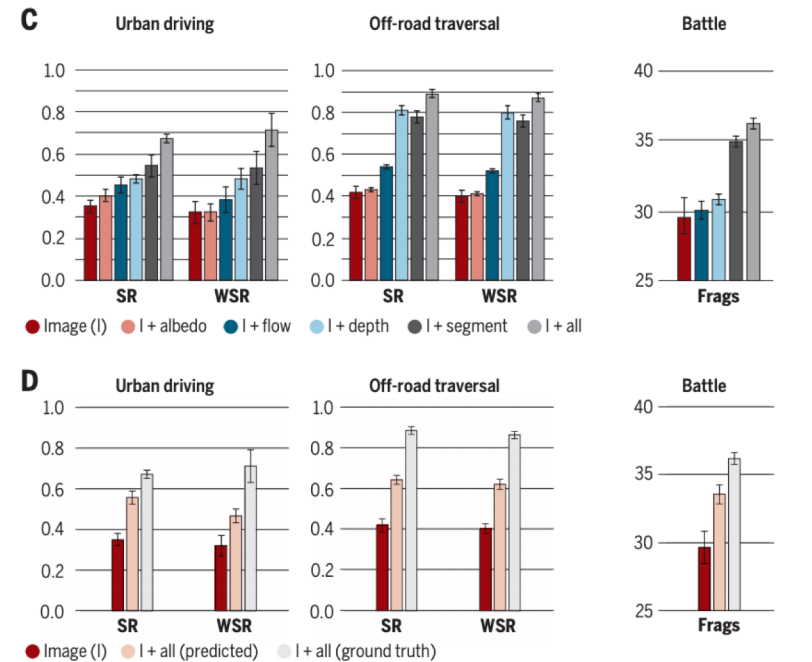 C
Urban driving Off-road traversal Battle
1.0 1.0 40
0.8 0.8
35
0.6 0.6
0.4 0.4
30
0.2 0.2
0.0 0.0 25
SR WSR SR WSR Frags
Image (I) I + albedo I + flow I + depth I + segment I + all
D
Urban driving Off-road traversal Battle
1.0 1.0 40
0.8 0.8
35
0.6 0.6
0.4 0.4
30
0.2 0.2
0.0 0.0 25
SR WSR SR WSR Frags
Image (I) I + all (predicted) I + all (ground truth)